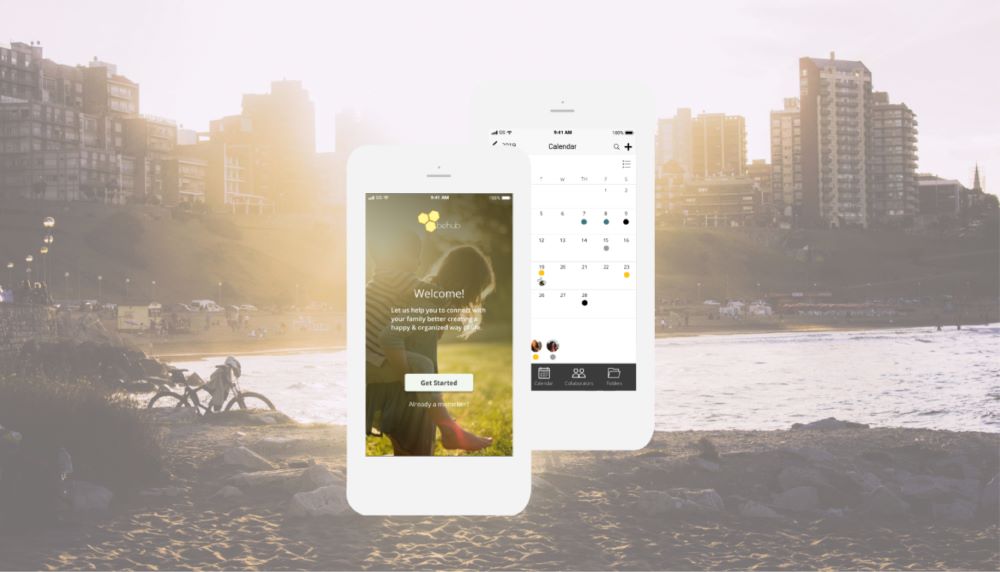 9:41 AM
100%
Welcome!
Let us help you to connect with
your family better creating a
happy & organized way of life.
Get Started
Already a member?
9:41 AM 100%
2019 Calendar
T W TH F S
1 2
5 6 7 8 9
12 13 14 15 16
19 20 21 22 23
26 27 28
Calendar Collaborators Folders